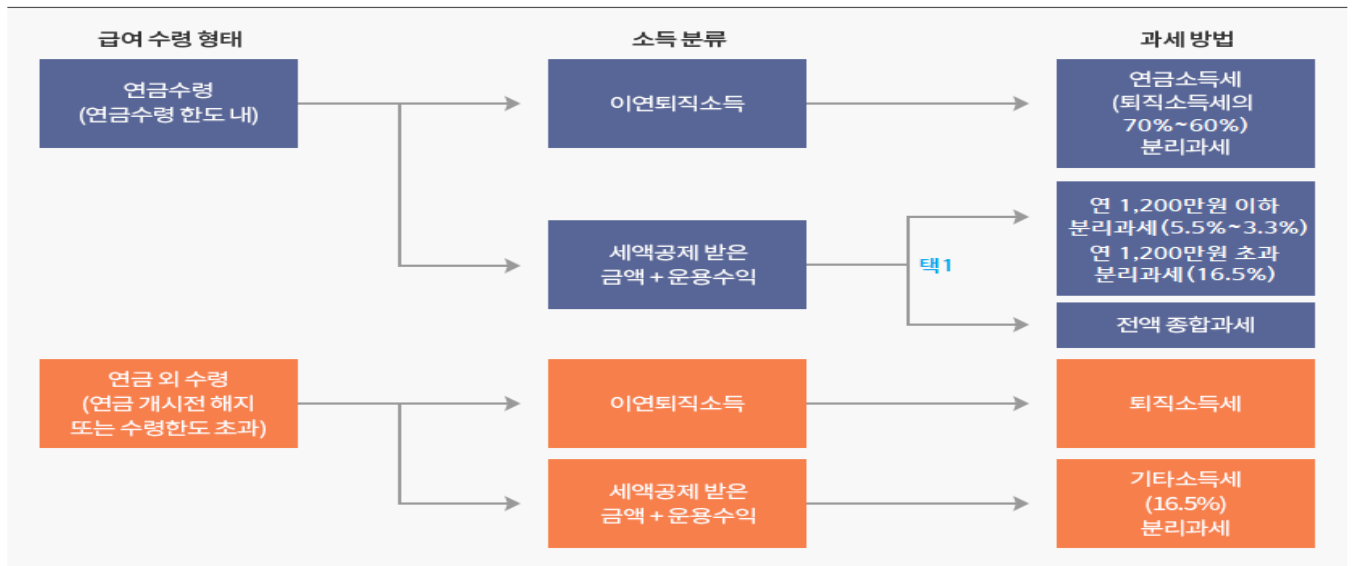 급여 수령 형태
소득 분류
과세 방법
연금수령
(연금수령 한도 내)
이연퇴직소득
연금소득세
(퇴직소득세의
70%~60%)
분리과세
세액공제 받은
금액 + 운용수익
택1
연 1,200만원 이하
분리과세(5.5%~3.3%)
연 1,200만원 초과
분리과세(16.5%)
전액 종합과세
연금 외 수령
(연금 개시전 해지
또는 수령한도 초과)
이연퇴직소득
퇴직소득세
세액공제 받은
금액 + 운용수익
기타소득세
(16.5%)
분리과세